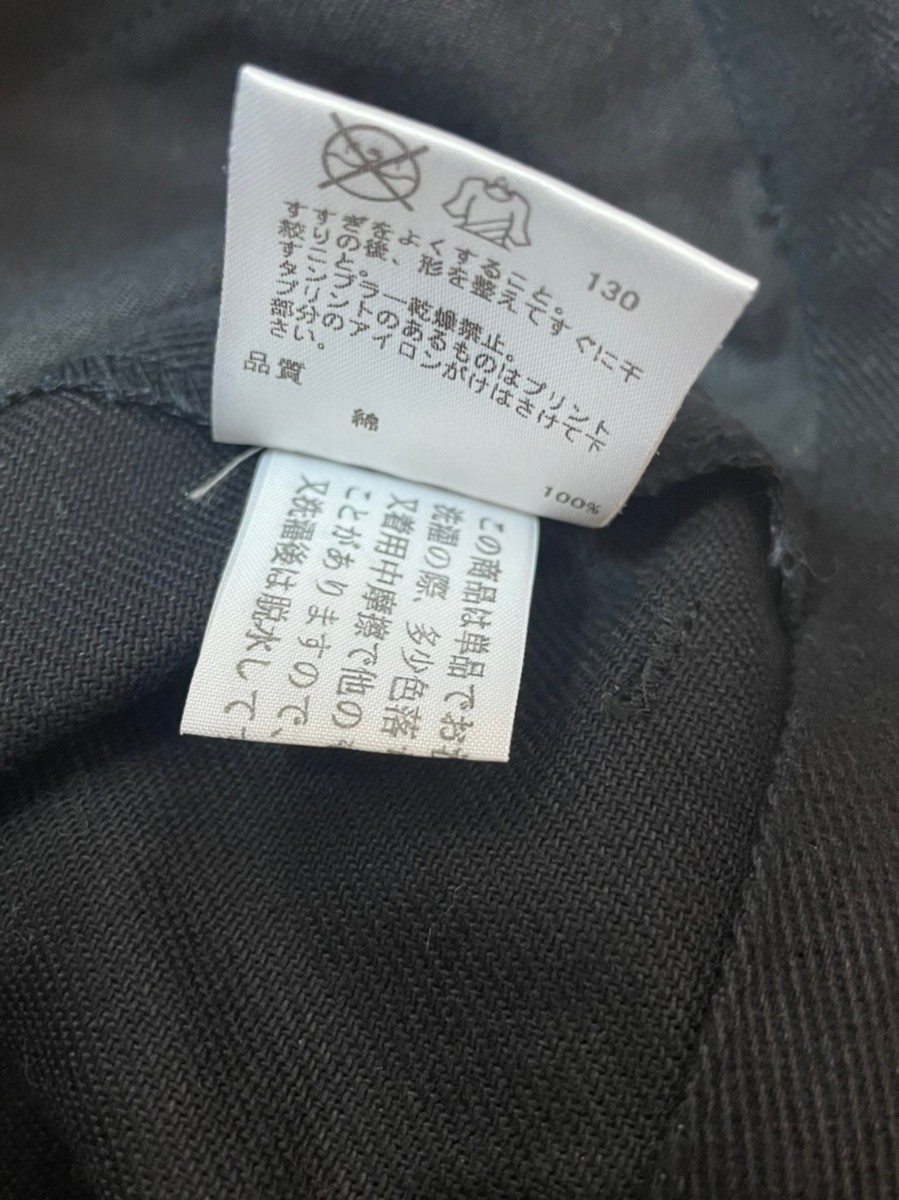 130
すすぎをよくすること。
絞りの後、形を整えてすぐに干
すこと。
タンブラー乾燥禁止。
プリントのあるものはプリント
部分のアイロンがけはさけて下
さい。
品質
綿 100%
この商品は単品でお
洗濯の際、多少色落
又着用中摩擦で他の
ことがありますので、
又洗濯後は脱水して